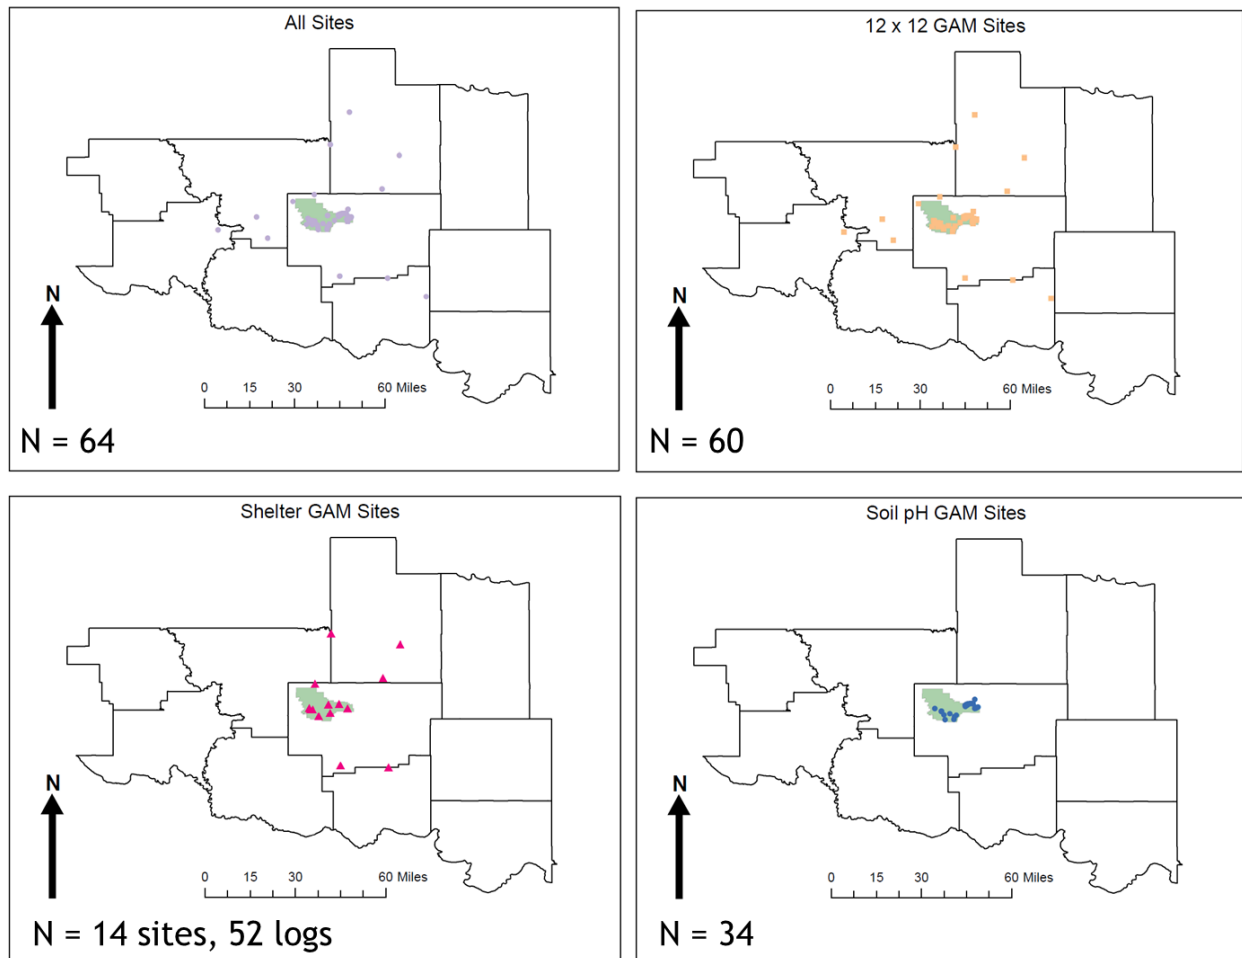 All Sites
N
0 15 30 60 Miles
N = 64
12 x 12 GAM Sites
N
0 15 30 60 Miles
N = 60
Shelter GAM Sites
N
0 15 30 60 Miles
N = 14 sites, 52 logs
Soil pH GAM Sites
N
0 15 30 60 Miles
N = 34